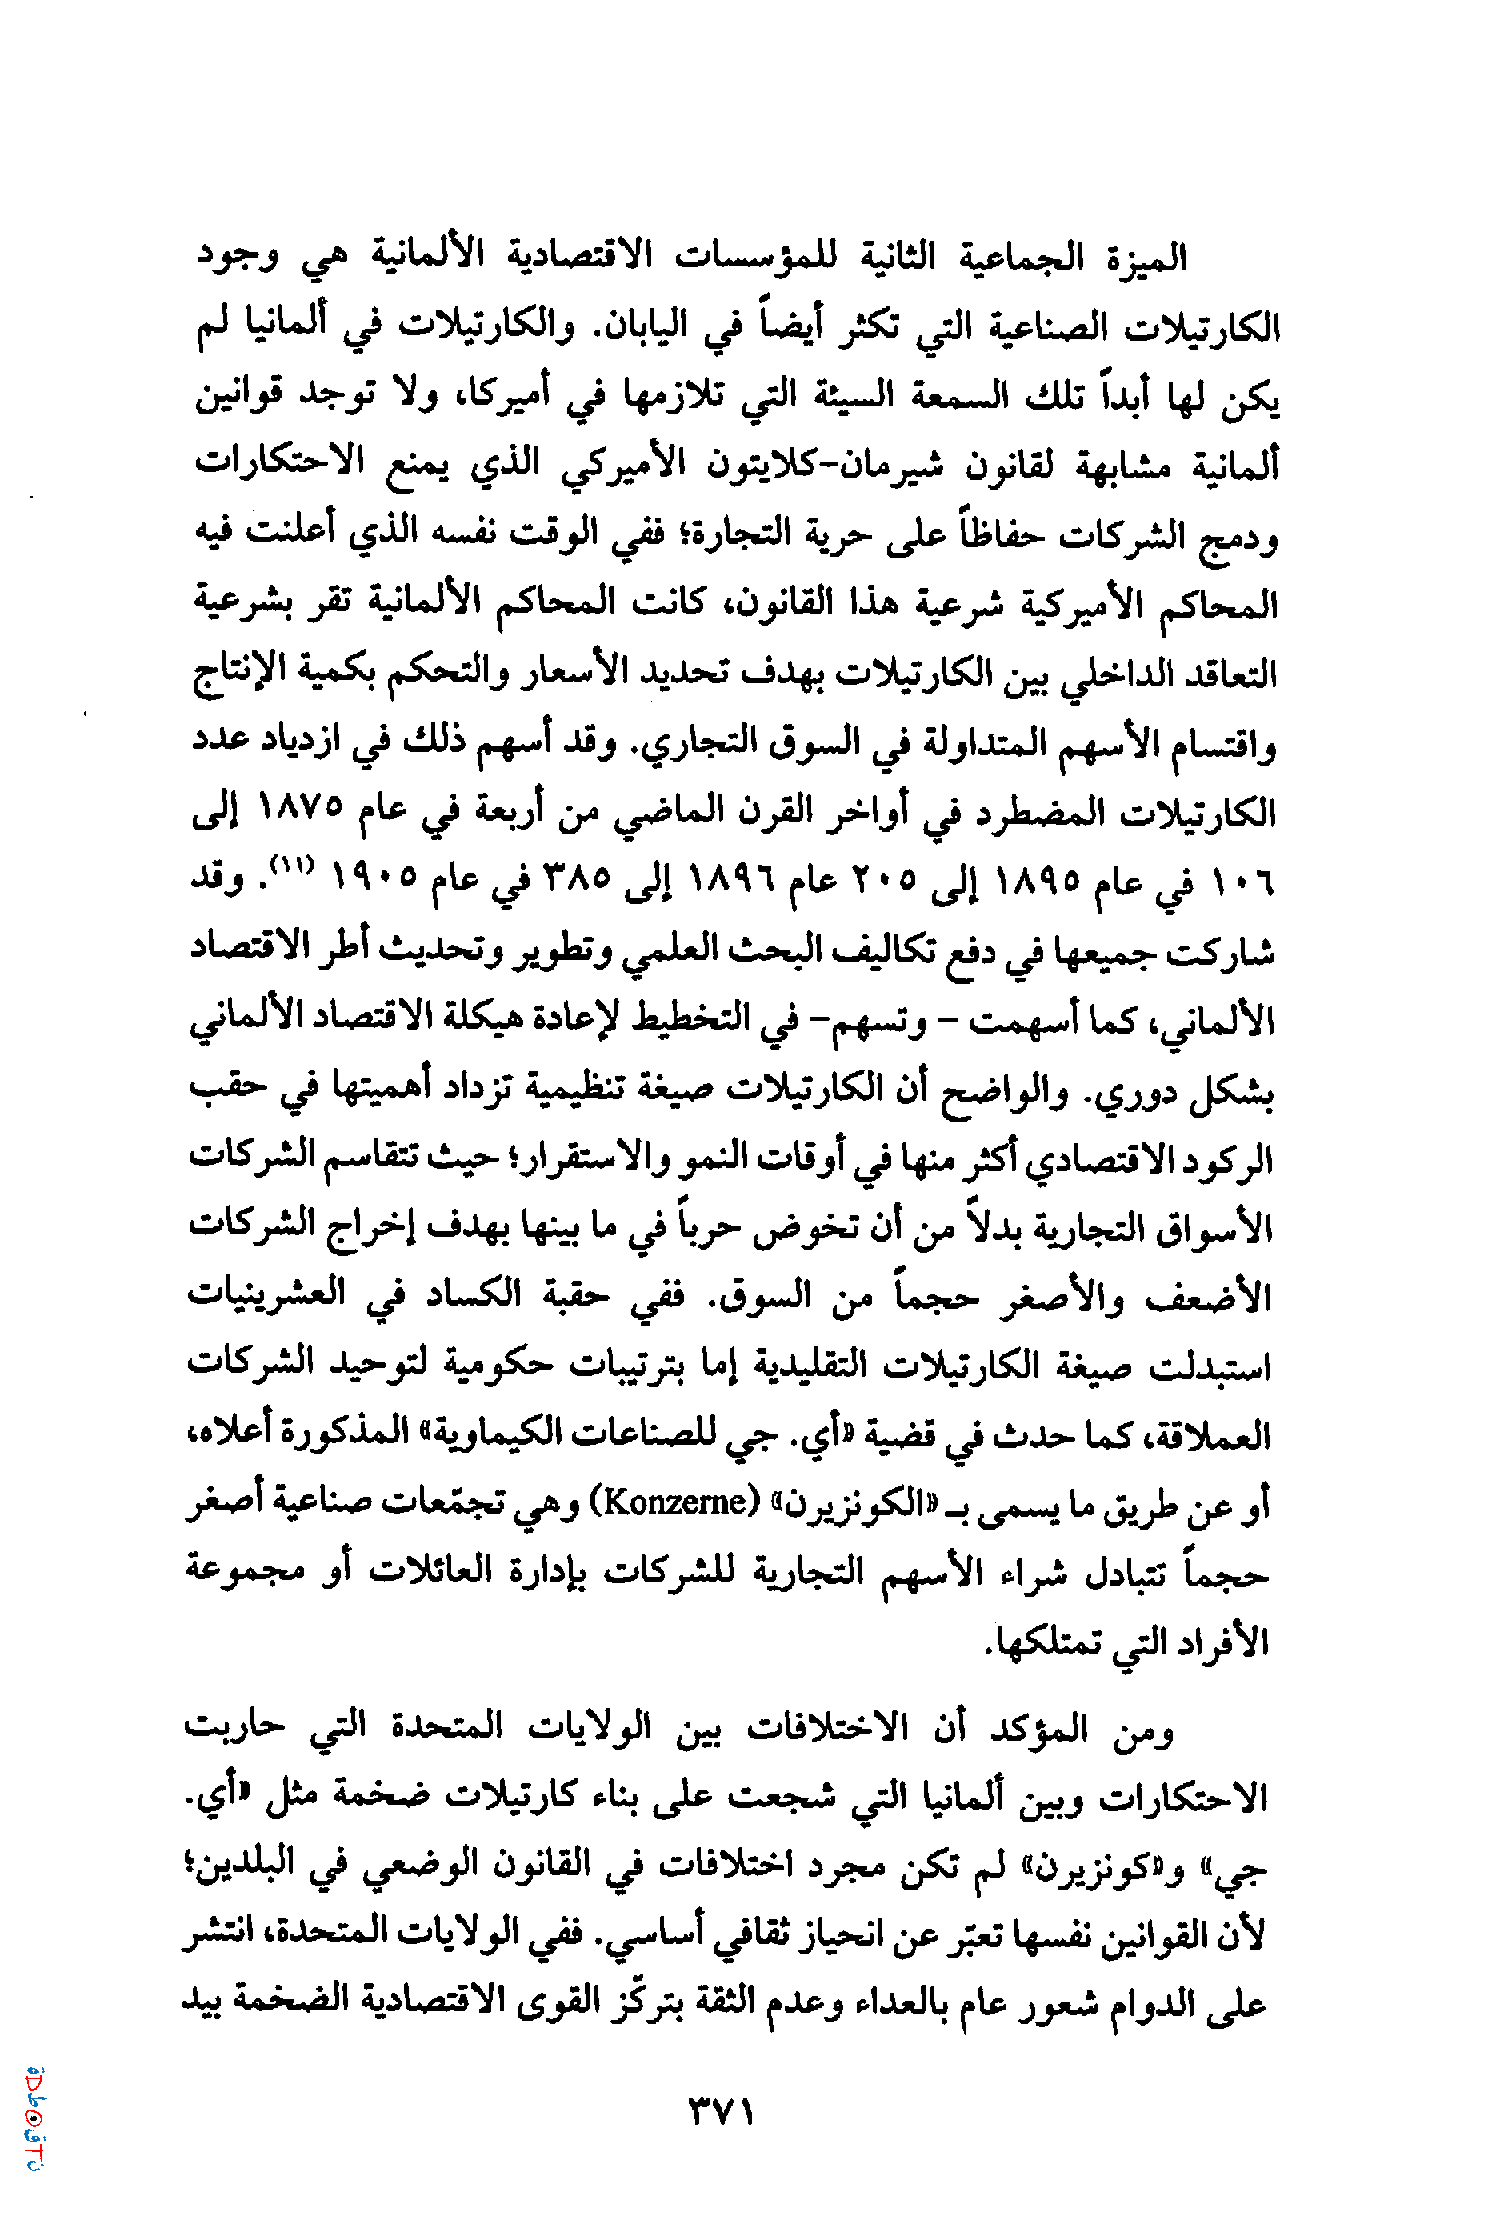 الميزة الجماعية الثانية للمؤسسات الاقتصادية الألمانية هي وجود
الكارتيلات الصناعية التي تكثر أيضاً في اليابان. والكارتيلات في ألمانيا لم
يكن لها أبداً تلك السمعة السيئة التي تلازمها في أميركا، ولا توجد قوانين
ألمانية مشابهة لقانون شيرمان-كلايتون الأميركي الذي يمنع الاحتكارات
ودمج الشركات حفاظاً على حرية التجارة؛ ففي الوقت نفسه الذي أعلنت فيه
المحاكم الأميركية شرعية هذا القانون، كانت المحاكم الألمانية تقر بشرعية
التعاقد الداخلي بين الكارتيلات بهدف تحديد الأسعار والتحكم بكمية الإنتاج
واقتسام الأسهم المتداولة في السوق التجاري. وقد أسهم ذلك في ازدياد عدد
الكارتيلات المضطرد في أواخر القرن الماضي من أربعة في عام ١٨٧٥ إلى
١٠٦ في عام ١٨٩٥ إلى ٢٠٥ عام ١٨٩٦ إلى ٣٨٥ في عام ١٩٠٥ (١١). وقد
شاركت جميعها في دفع تكاليف البحث العلمي وتطوير وتحديث أطر الاقتصاد
الألماني، كما أسهمت - وتسهم- في التخطيط لإعادة هيكلة الاقتصاد الألماني
بشكل دوري. والواضح أن الكارتيلات صيغة تنظيمية تزداد أهميتها في حقب
الركود الاقتصادي أكثر منها في أوقات النمو والاستقرار؛ حيث تتقاسم الشركات
الأسواق التجارية بدلاً من أن تخوض حرباً في ما بينها بهدف إخراج الشركات
الأضعف والأصغر حجماً من السوق. ففي حقبة الكساد في العشرينيات
استبدلت صيغة الكارتيلات التقليدية إما بترتيبات حكومية لتوحيد الشركات
العملاقة، كما حدث في قضية «أي. جي للصناعات الكيماوية» المذكورة أعلاه،
أو عن طريق ما يسمى بـ «الكونزيرن» (Konzerne) وهي تجمّعات صناعية أصغر
حجماً تتبادل شراء الأسهم التجارية للشركات بإدارة العائلات أو مجموعة
الأفراد التي تمتلكها.
ومن المؤكد أن الاختلافات بين الولايات المتحدة التي حاربت
الاحتكارات وبين ألمانيا التي شجعت على بناء كارتيلات ضخمة مثل «أي.
جي» و«كونزيرن» لم تكن مجرد اختلافات في القانون الوضعي في البلدين؛
لأن القوانين نفسها تعبّر عن انحياز ثقافي أساسي. ففي الولايات المتحدة، انتشر
على الدوام شعور عام بالعداء وعدم الثقة بتركّز القوى الاقتصادية الضخمة بيد
٣٧١